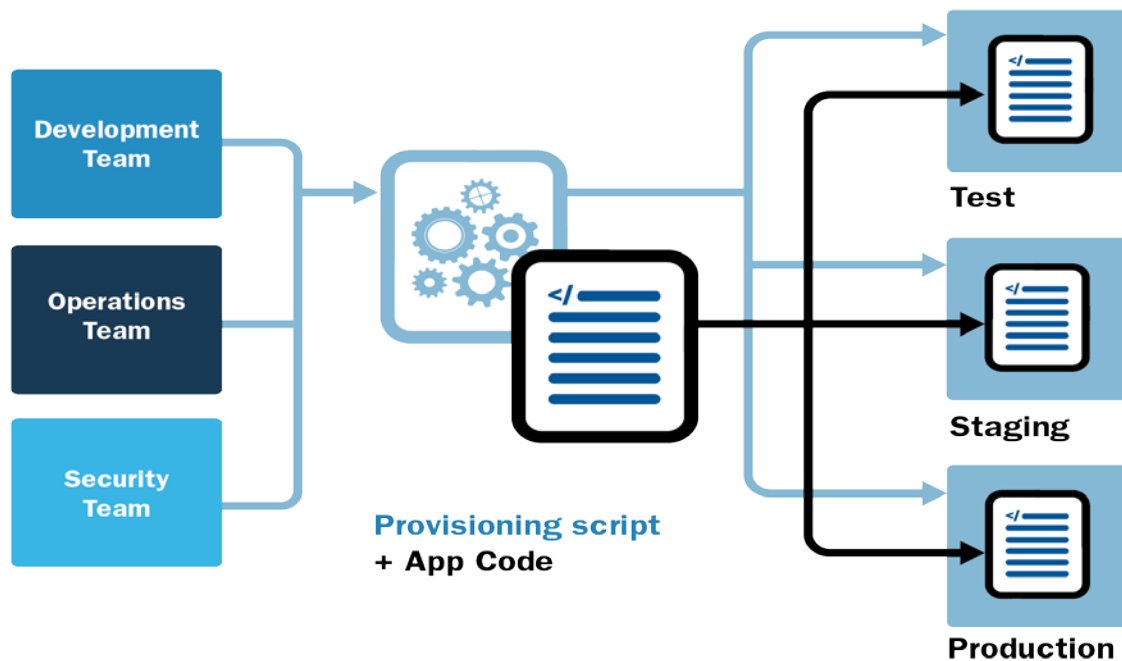 Development
Team
Operations
Team
Security
Team
Provisioning script
+ App Code
</>
</>
Test
</>
Staging
</>
Production